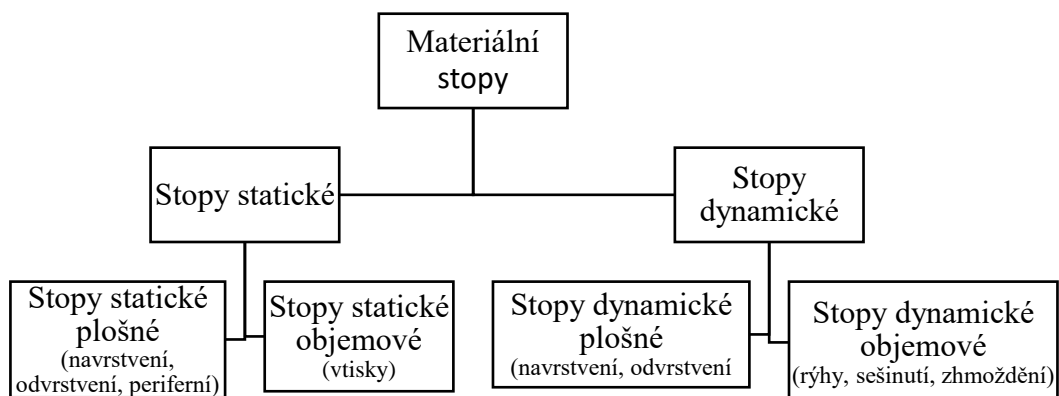 Materiální
stopy
Stopy statické
Stopy
dynamické
Stopy statické
plošné
(navrstvení,
odvrstvení, periferní)
Stopy statické
objemové
(vtisky)
Stopy dynamické
plošné
(navrstvení, odvrstvení
Stopy dynamické
objemové
(rýhy, sešinutí, zhmoždění)